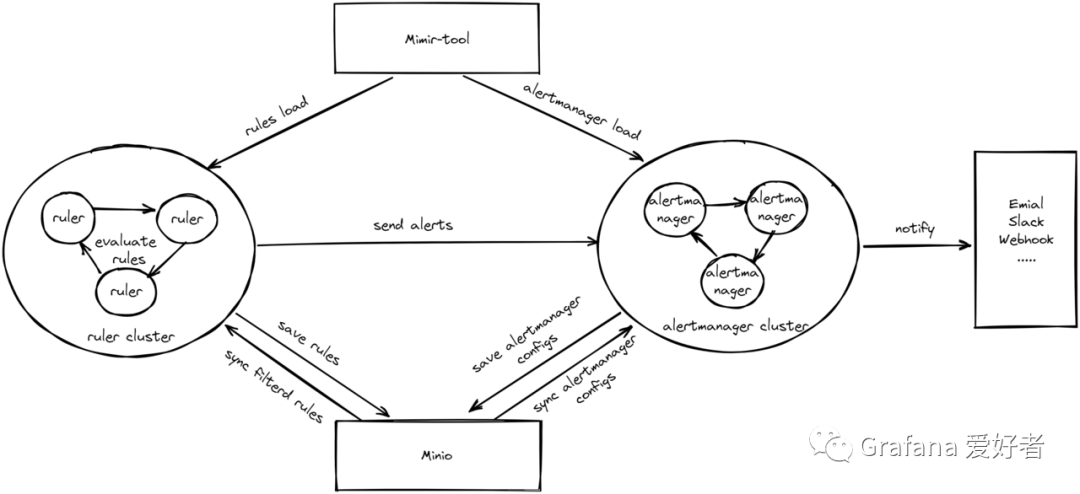 Mimir-tool
rules load
alertmanager load
ruler
ruler
evaluate
rules
ruler
ruler cluster
send alerts
alertma
nager
alertma
nager
alertma
nager
alertmanager cluster
notify
Emial
Slack
Webhook
.....
save rules
sync filterd rules
save alertmanager
configs
sync alertmanager
configs
Minio
Grafana 爱好者